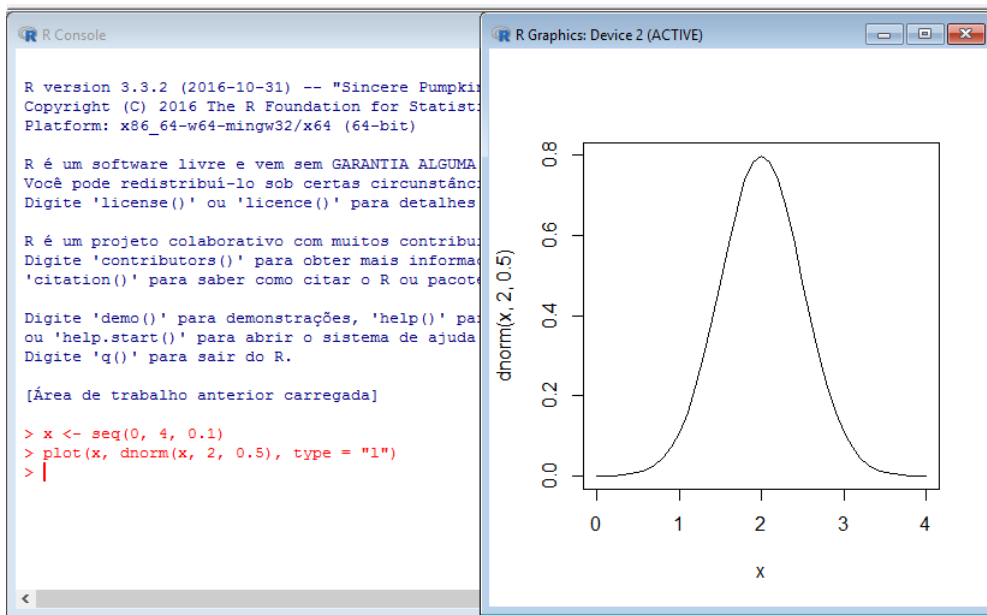 R Console
R version 3.3.2 (2016-10-31) -- "Sincere Pumpkin
Copyright (C) 2016 The R Foundation for Statist
Platform: x86_64-w64-mingw32/x64 (64-bit)
R é um software livre e vem sem GARANTIA ALGUMA
Você pode redistribuí-lo sob certas circunstânc
Digite 'license()' ou 'licence()' para detalhes
R é um projeto colaborativo com muitos contribu
Digite 'contributors()' para obter mais informa
'citation()' para saber como citar o R ou pacote
Digite 'demo()' para demonstrações, 'help()' pa
ou 'help.start()' para abrir o sistema de ajuda
Digite 'q()' para sair do R.
[Área de trabalho anterior carregada]
> x <- seq(0, 4, 0.1)
> plot(x, dnorm(x, 2, 0.5), type = "l")
>
R Graphics: Device 2 (ACTIVE)
dnorm(x, 2, 0.5)
0.8
0.6
0.4
0.2
0.0
0 1 2 3 4
x